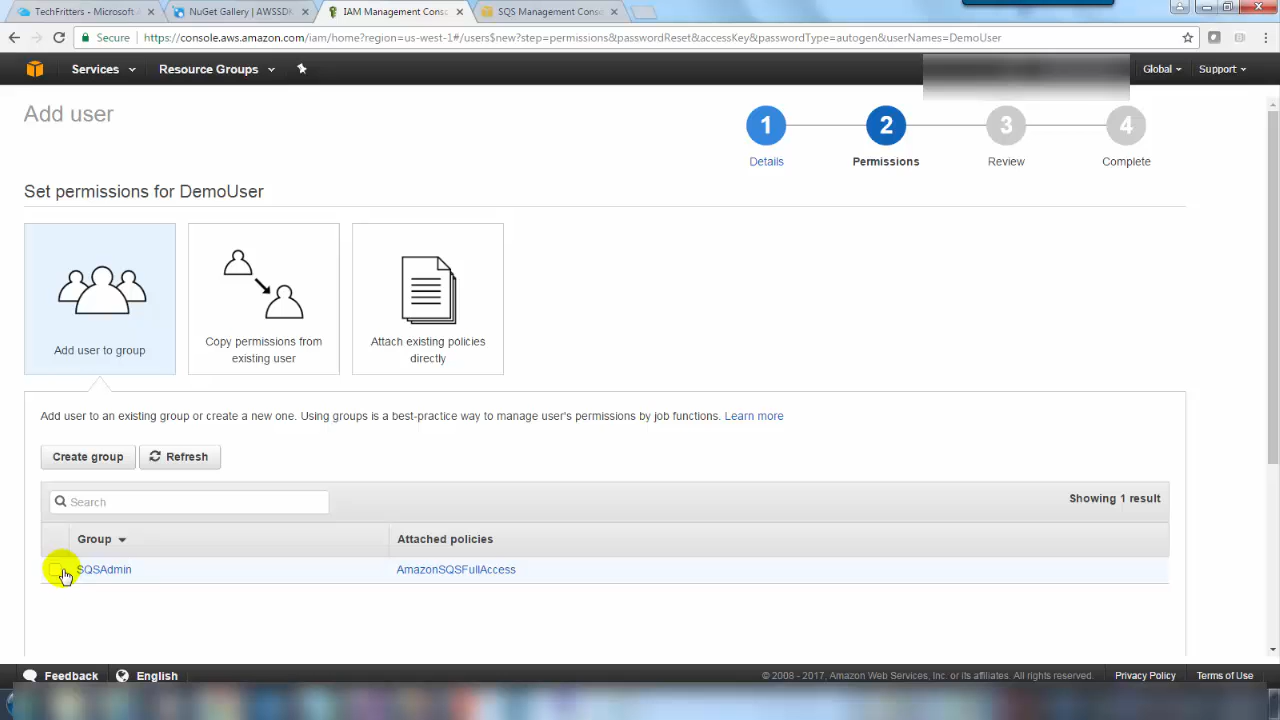 TechFritters - Microsoft A
NuGet Gallery | AWSSDK
IAM Management Consol
SQS Management Console
Secure
https://console.aws.amazon.com/iam/home?region=us-west-1#/users$new?step=permissions&passwordReset&accessKey&passwordType=autogen&userNames=DemoUser
Services
Resource Groups
Global
Support
Add user
1
2
3
4
Details
Permissions
Review
Complete
Set permissions for DemoUser
Add user to group
Copy permissions from
existing user
Attach existing policies
directly
Add user to an existing group or create a new one. Using groups is a best-practice way to manage user's permissions by job functions. Learn more
Create group
Refresh
Search
Showing 1 result
Group
Attached policies
SQSAdmin
AmazonSQSFullAccess
Feedback
English
© 2008 - 2017, Amazon Web Services, Inc. or its affiliates. All rights reserved.
Privacy Policy
Terms of Use